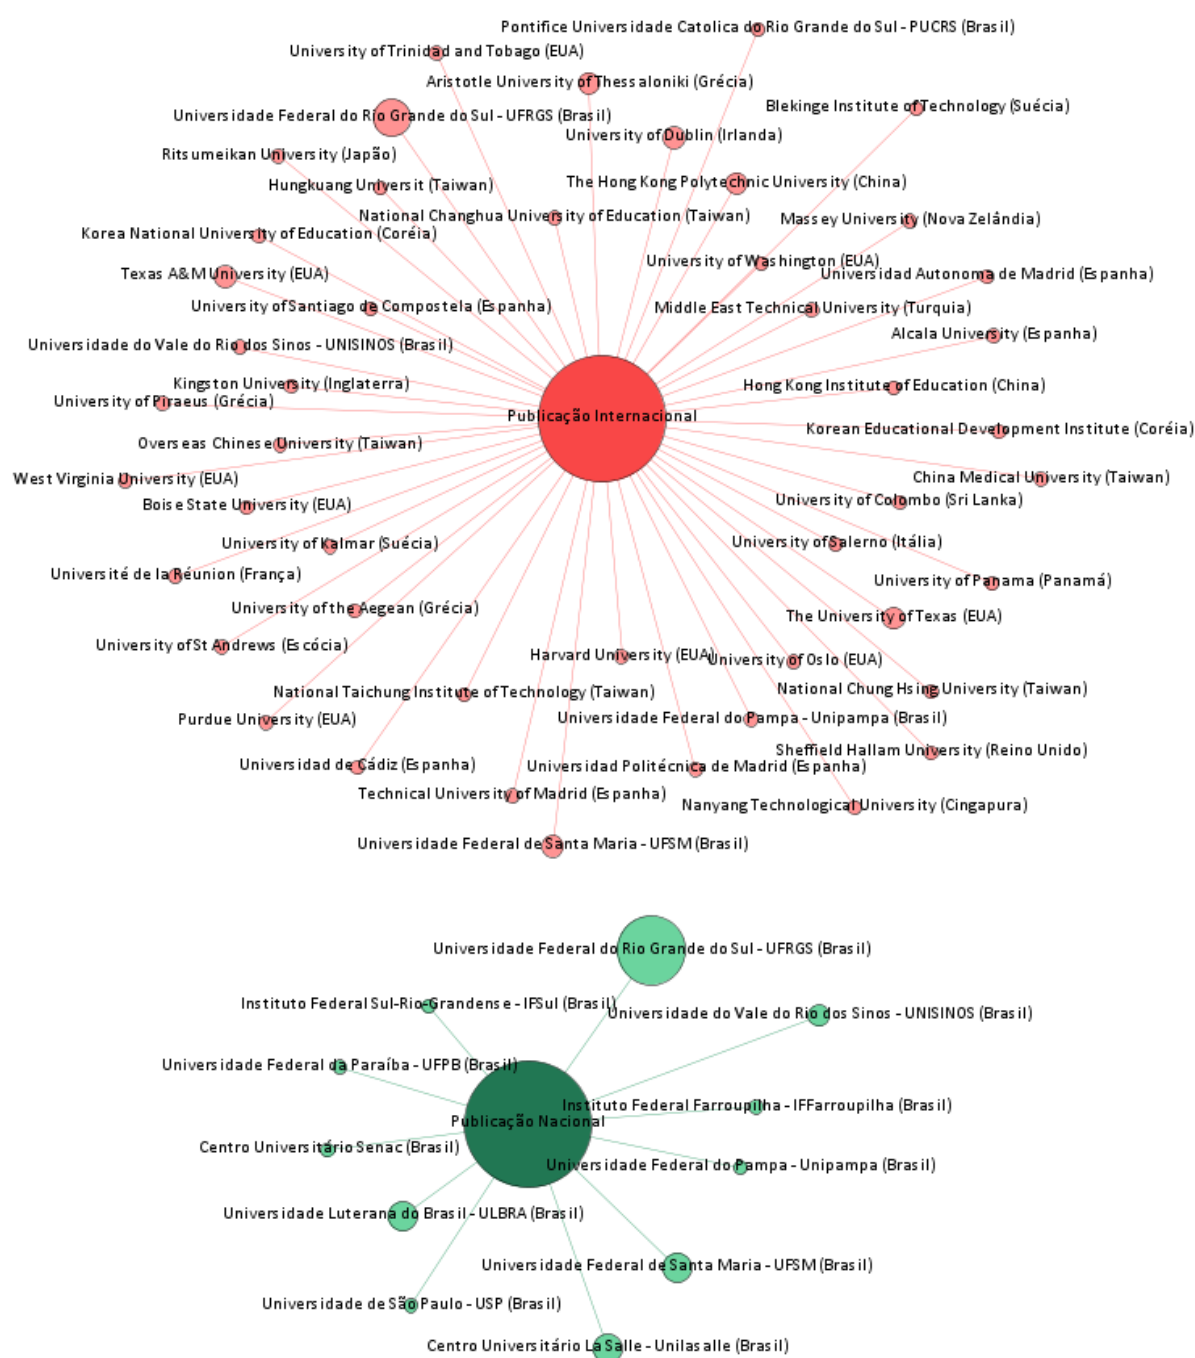 Pontifice Universidade Catolica do Rio Grande do Sul - PUCRS (Brasil)
University of Trinidad and Tobago (EUA)
Aristotle University of Thessaloniki (Grécia)
Blekinge Institute of Technology (Suécia)
Universidade Federal do Rio Grande do Sul - UFRGS (Brasil)
University of Dublin (Irlanda)
Ritsumeikan University (Japão)
Hungkuang Universit (Taiwan)
The Hong Kong Polytechnic University (China)
National Changhua University of Education (Taiwan)
Massey University (Nova Zelândia)
Korea National University of Education (Coréia)
University of Washington (EUA)
Texas A&M University (EUA)
Universidad Autonoma de Madrid (Espanha)
University of Santiago de Compostela (Espanha)
Middle East Technical University (Turquia)
Alcala University (Espanha)
Universidade do Vale do Rio dos Sinos - UNISINOS (Brasil)
Kingston University (Inglaterra)
Hong Kong Institute of Education (China)
University of Piraeus (Grécia)
Publicação Internacional
Korean Educational Development Institute (Coréia)
Overseas Chinese University (Taiwan)
West Virginia University (EUA)
China Medical University (Taiwan)
Boise State University (EUA)
University of Colombo (Sri Lanka)
University of Kalmar (Suécia)
University of Salerno (Itália)
Université de la Réunion (França)
University of Panama (Panamá)
University of the Aegean (Grécia)
The University of Texas (EUA)
University of St Andrews (Escócia)
Harvard University (EUA)
University of Oslo (EUA)
National Taichung Institute of Technology (Taiwan)
National Chung Hsing University (Taiwan)
Purdue University (EUA)
Universidade Federal do Pampa - Unipampa (Brasil)
Sheffield Hallam University (Reino Unido)
Universidad de Cádiz (Espanha)
Universidad Politécnica de Madrid (Espanha)
Technical University of Madrid (Espanha)
Nanyang Technological University (Cingapura)
Universidade Federal de Santa Maria - UFSM (Brasil)
Universidade Federal do Rio Grande do Sul - UFRGS (Brasil)
Instituto Federal Sul-Rio-Grandense - IFSul (Brasil)
Universidade do Vale do Rio dos Sinos - UNISINOS (Brasil)
Universidade Federal da Paraíba - UFPB (Brasil)
Instituto Federal Farroupilha - IFFarroupilha (Brasil)
Publicação Nacional
Centro Universitário Senac (Brasil)
Universidade Federal do Pampa - Unipampa (Brasil)
Universidade Luterana do Brasil - ULBRA (Brasil)
Universidade Federal de Santa Maria - UFSM (Brasil)
Universidade de São Paulo - USP (Brasil)
Centro Universitário La Salle - Unilasalle (Brasil)